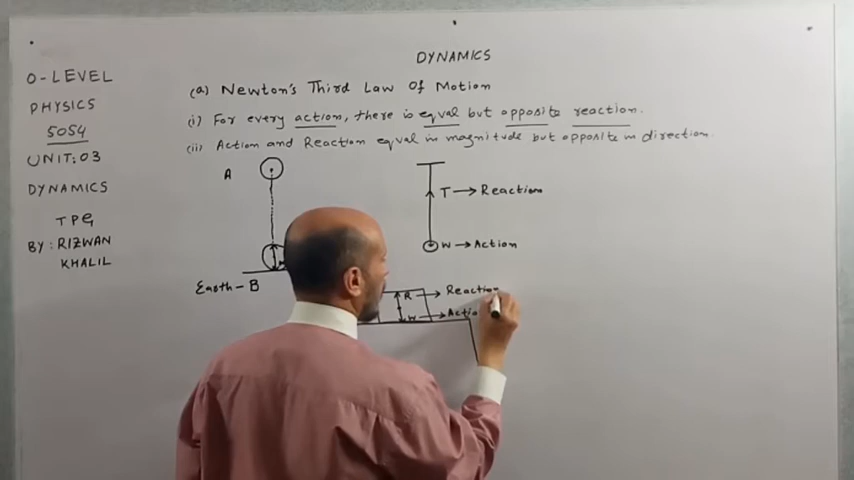 DYNAMICS
O-LEVEL
PHYSICS
5054
UNIT: 03
DYNAMICS
TPG
BY: RIZWAN
KHALIL
(a) Newton's Third Law Of Motion
(i) For every action, there is equal but opposite reaction.
(ii) Action and Reaction equal in magnitude but opposite in direction.
A
T → Reaction
W → Action
Earth - B
R → Reaction
W → Actio